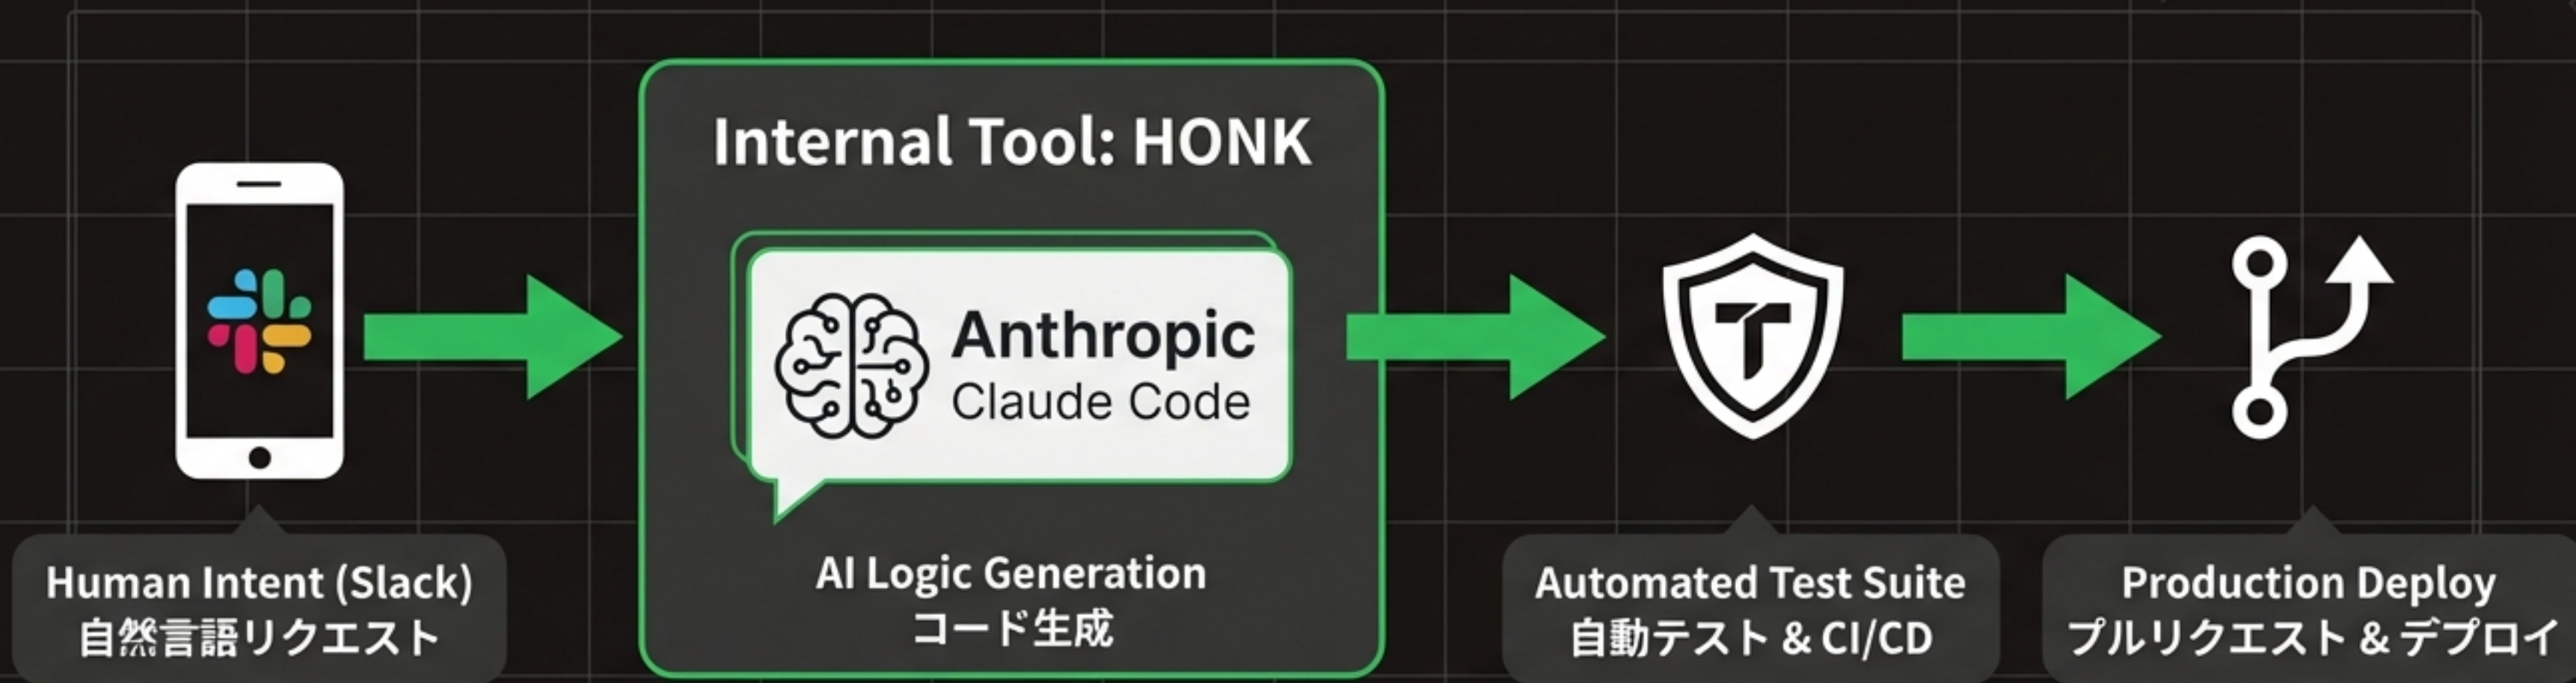 Internal Tool: HONK
Anthropic
Claude Code
Human Intent (Slack)
自然言語リクエスト
AI Logic Generation
コード生成
T
Automated Test Suite
自動テスト & CI/CD
Production Deploy
プルリクエスト & デプロイ